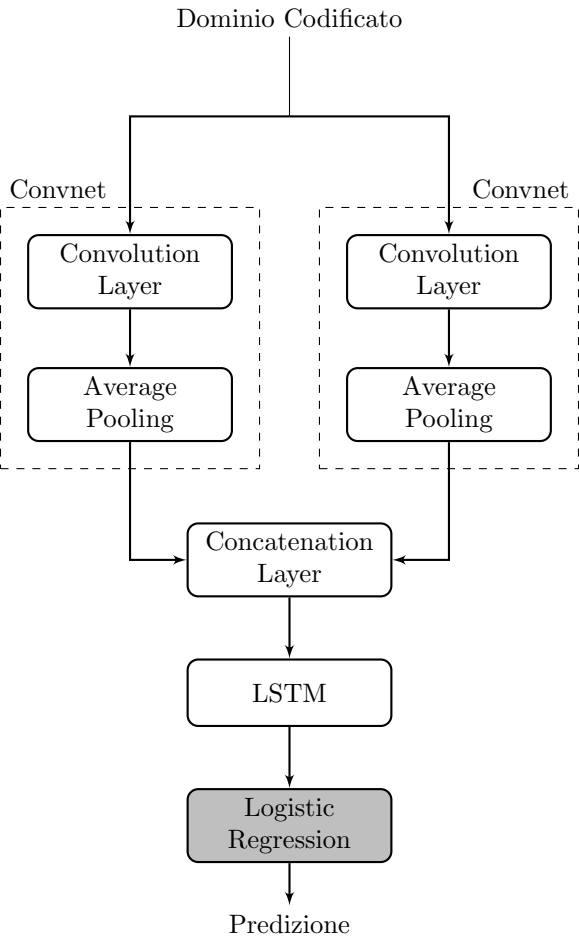 Dominio Codificato
Convnet
Convnet
Convolution
Layer
Convolution
Layer
Average
Pooling
Average
Pooling
Concatenation
Layer
LSTM
Logistic
Regression
Predizione